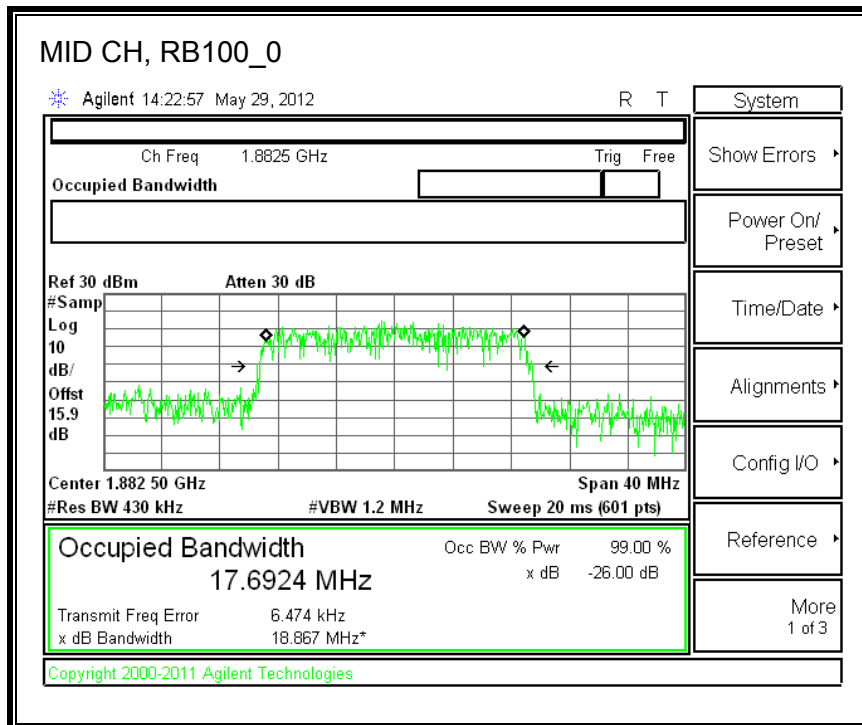 MID CH, RB100_0
Agilent 14:22:57 May 29, 2012 R T
System
Ch Freq 1.8825 GHz Trig Free
Occupied Bandwidth
Show Errors
Power On/
Preset
Time/Date
Alignments
Config I/O
Reference
More
1 of 3
Ref 30 dBm Atten 30 dB
#Samp
Log
10
dB/
Offst
15.9
dB
Center 1.882 50 GHz Span 40 MHz
#Res BW 430 kHz #VBW 1.2 MHz Sweep 20 ms (601 pts)
Occupied Bandwidth Occ BW % Pwr 99.00 %
17.6924 MHz x dB -26.00 dB
Transmit Freq Error 6.474 kHz
x dB Bandwidth 18.867 MHz*
Copyright 2000-2011 Agilent Technologies